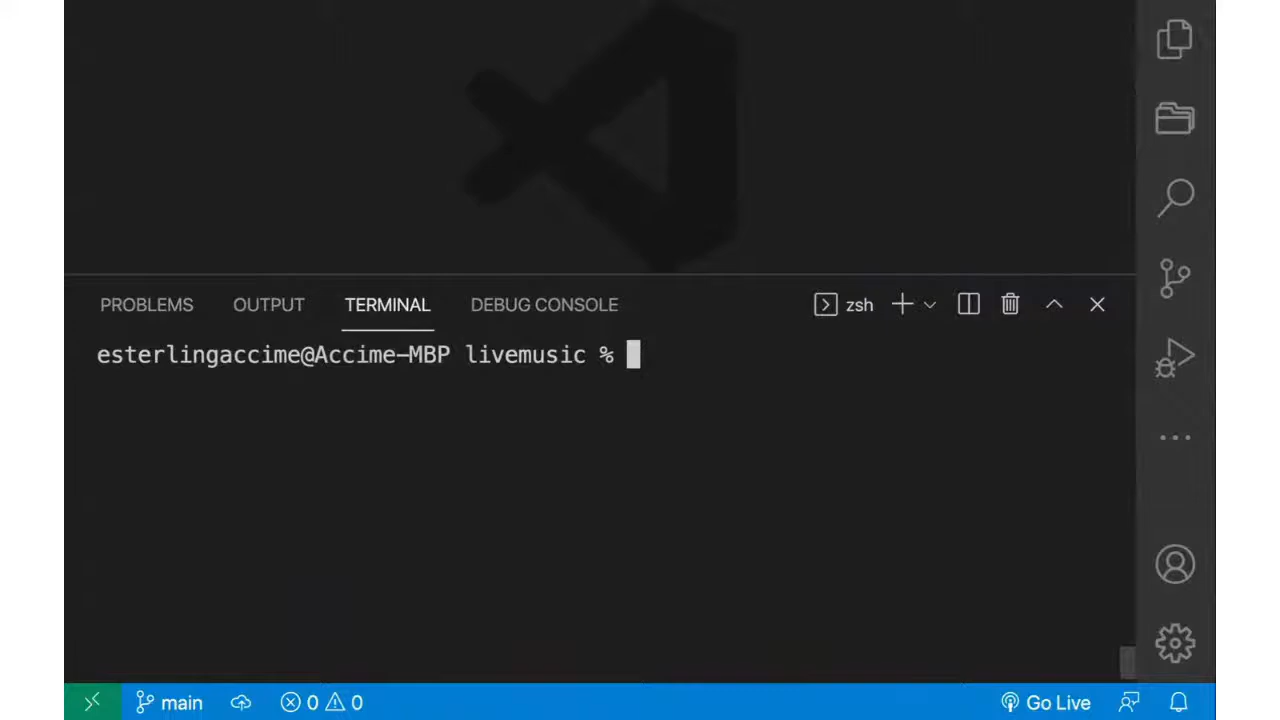 PROBLEMS OUTPUT TERMINAL DEBUG CONSOLE zsh
esterlingaccime@Accime-MBP livemusic %
main 0 0 Go Live